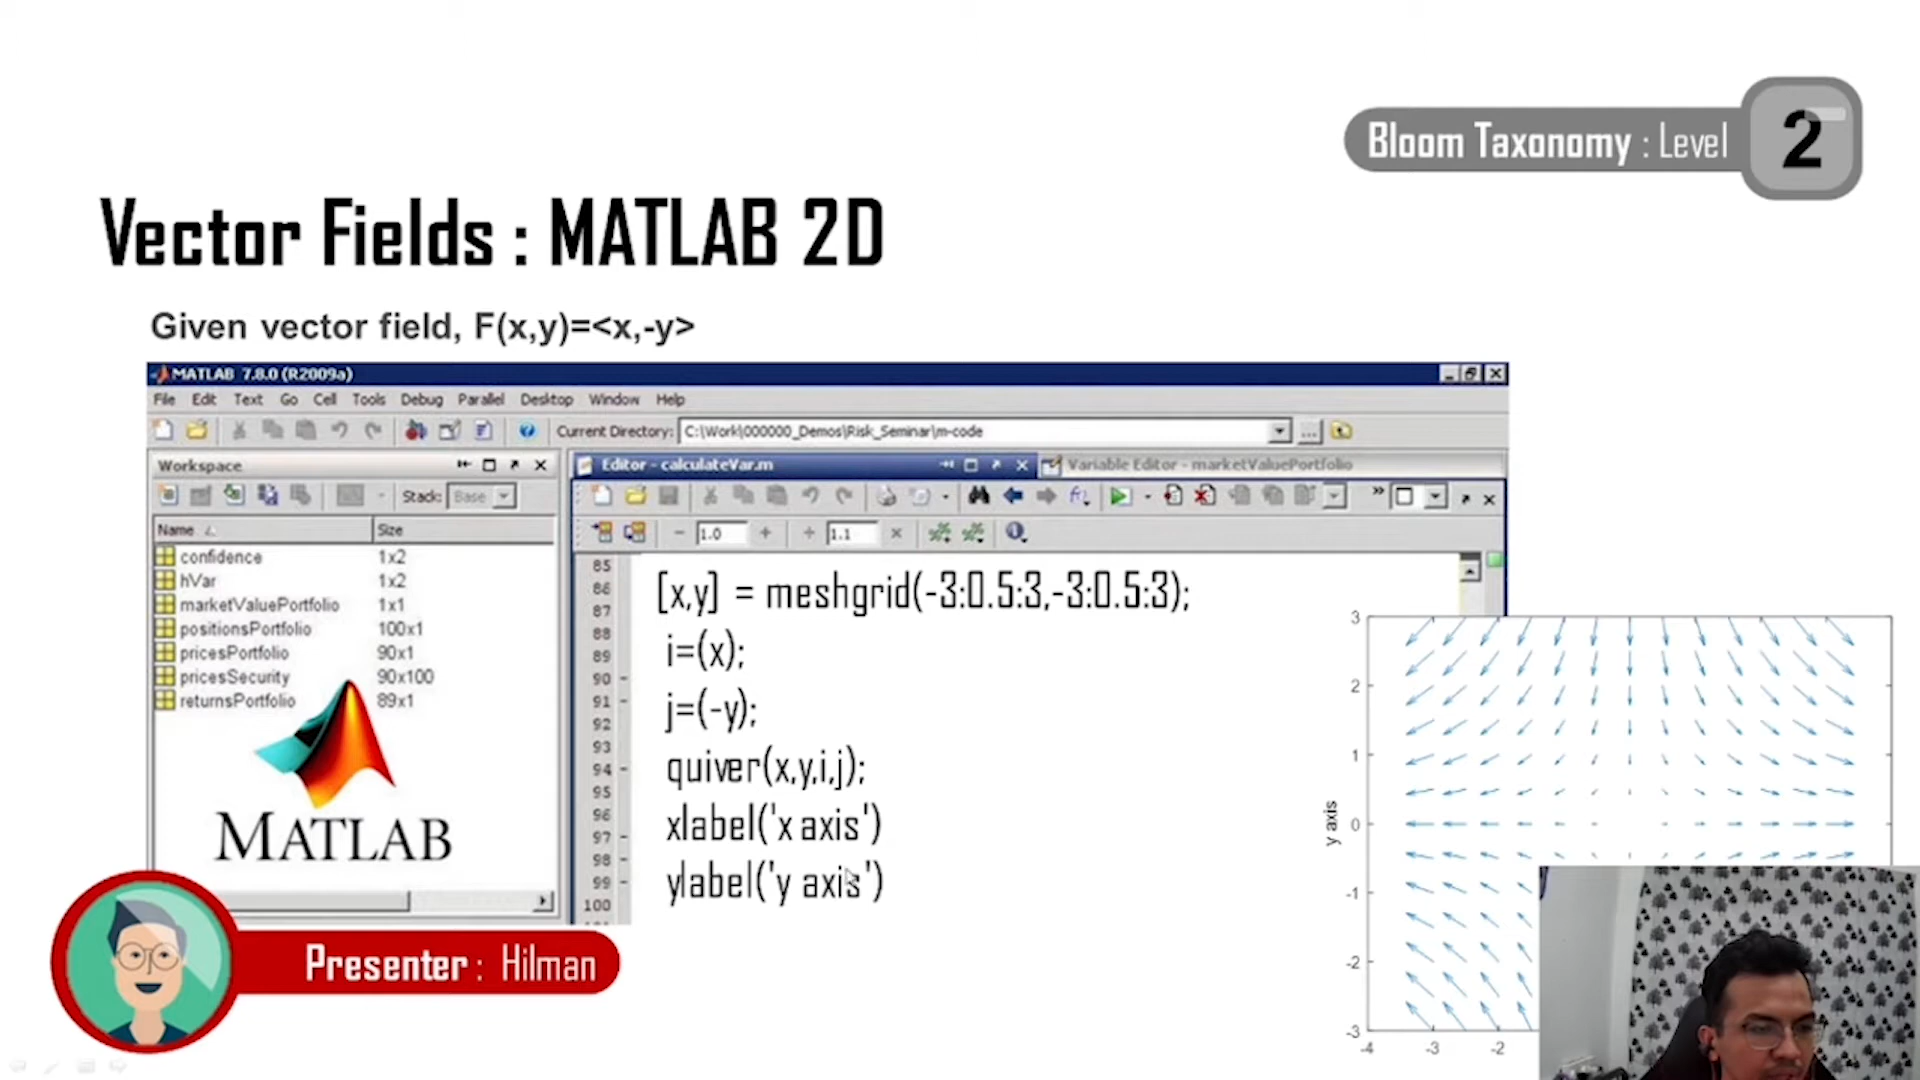 Bloom Taxonomy : Level 2
Vector Fields : MATLAB 2D
Given vector field, F(x,y)=<x,-y>
MATLAB 7.8.0 (R2009a)
File Edit Text Go Cell Tools Debug Parallel Desktop Window Help
Current Directory: C:\Work\000000_Demos\Risk_Seminar\m-code
Workspace
Editor - calculateVar.m
Variable Editor - marketValuePortfolio
Stack: Base
1.0
1.1
Name Size
confidence 1x2
hVar 1x2
marketValuePortfolio 1x1
positionsPortfolio 100x1
pricesPortfolio 90x1
pricesSecurity 90x100
returnsPortfolio 89x1
MATLAB
85
86
87
88
89
90
91
92
93
94
95
96
97
98
99
100
[x,y] = meshgrid(-3:0.5:3,-3:0.5:3);
i=(x);
j=(-y);
quiver(x,y,i,j);
xlabel('x axis')
ylabel('y axis')
y axis
3
2
1
0
-1
-2
-3
-4 -3 -2
Presenter : Hilman